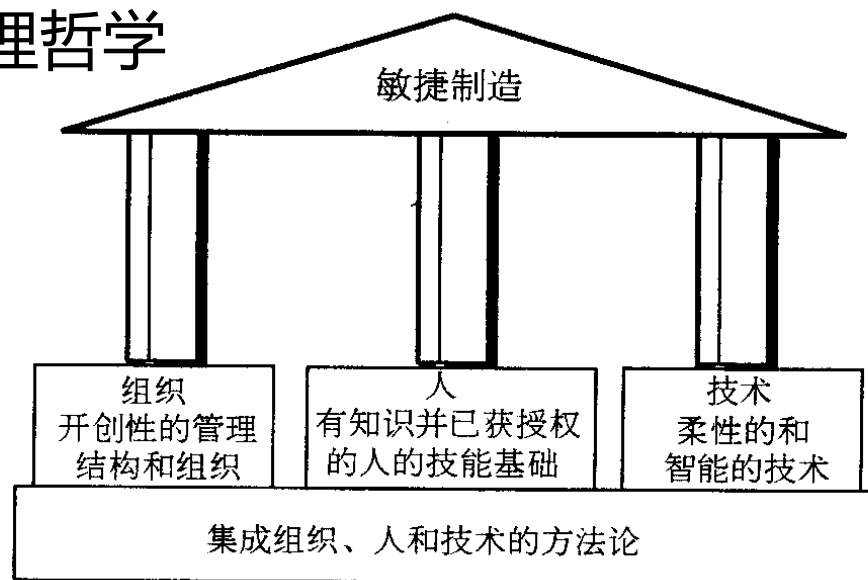 理哲学
敏捷制造
组织
开创性的管理
结构和组织
人
有知识并已获授权
的人的技能基础
技术
柔性的和
智能的技术
集成组织、人和技术的方法论